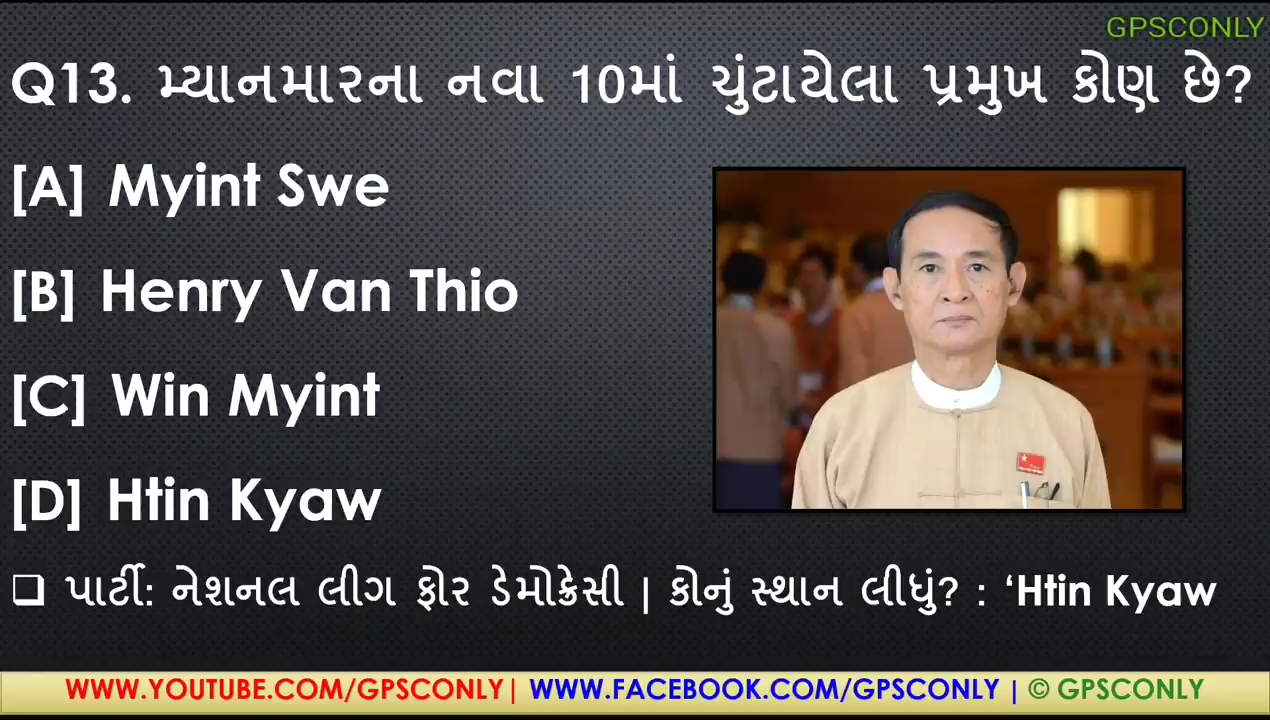 GPSCONLY
Q13. મ્યાનમારના નવા 10માં ચુંટાયેલા પ્રમુખ કોણ છે?
[A] Myint Swe
[B] Henry Van Thio
[C] Win Myint
[D] Htin Kyaw
❑ પાર્ટી: નેશનલ લીગ ફોર ડેમોક્રેસી | કોનું સ્થાન લીધું? : ‘Htin Kyaw
WWW.YOUTUBE.COM/GPSCONLY | WWW.FACEBOOK.COM/GPSCONLY | © GPSCONLY